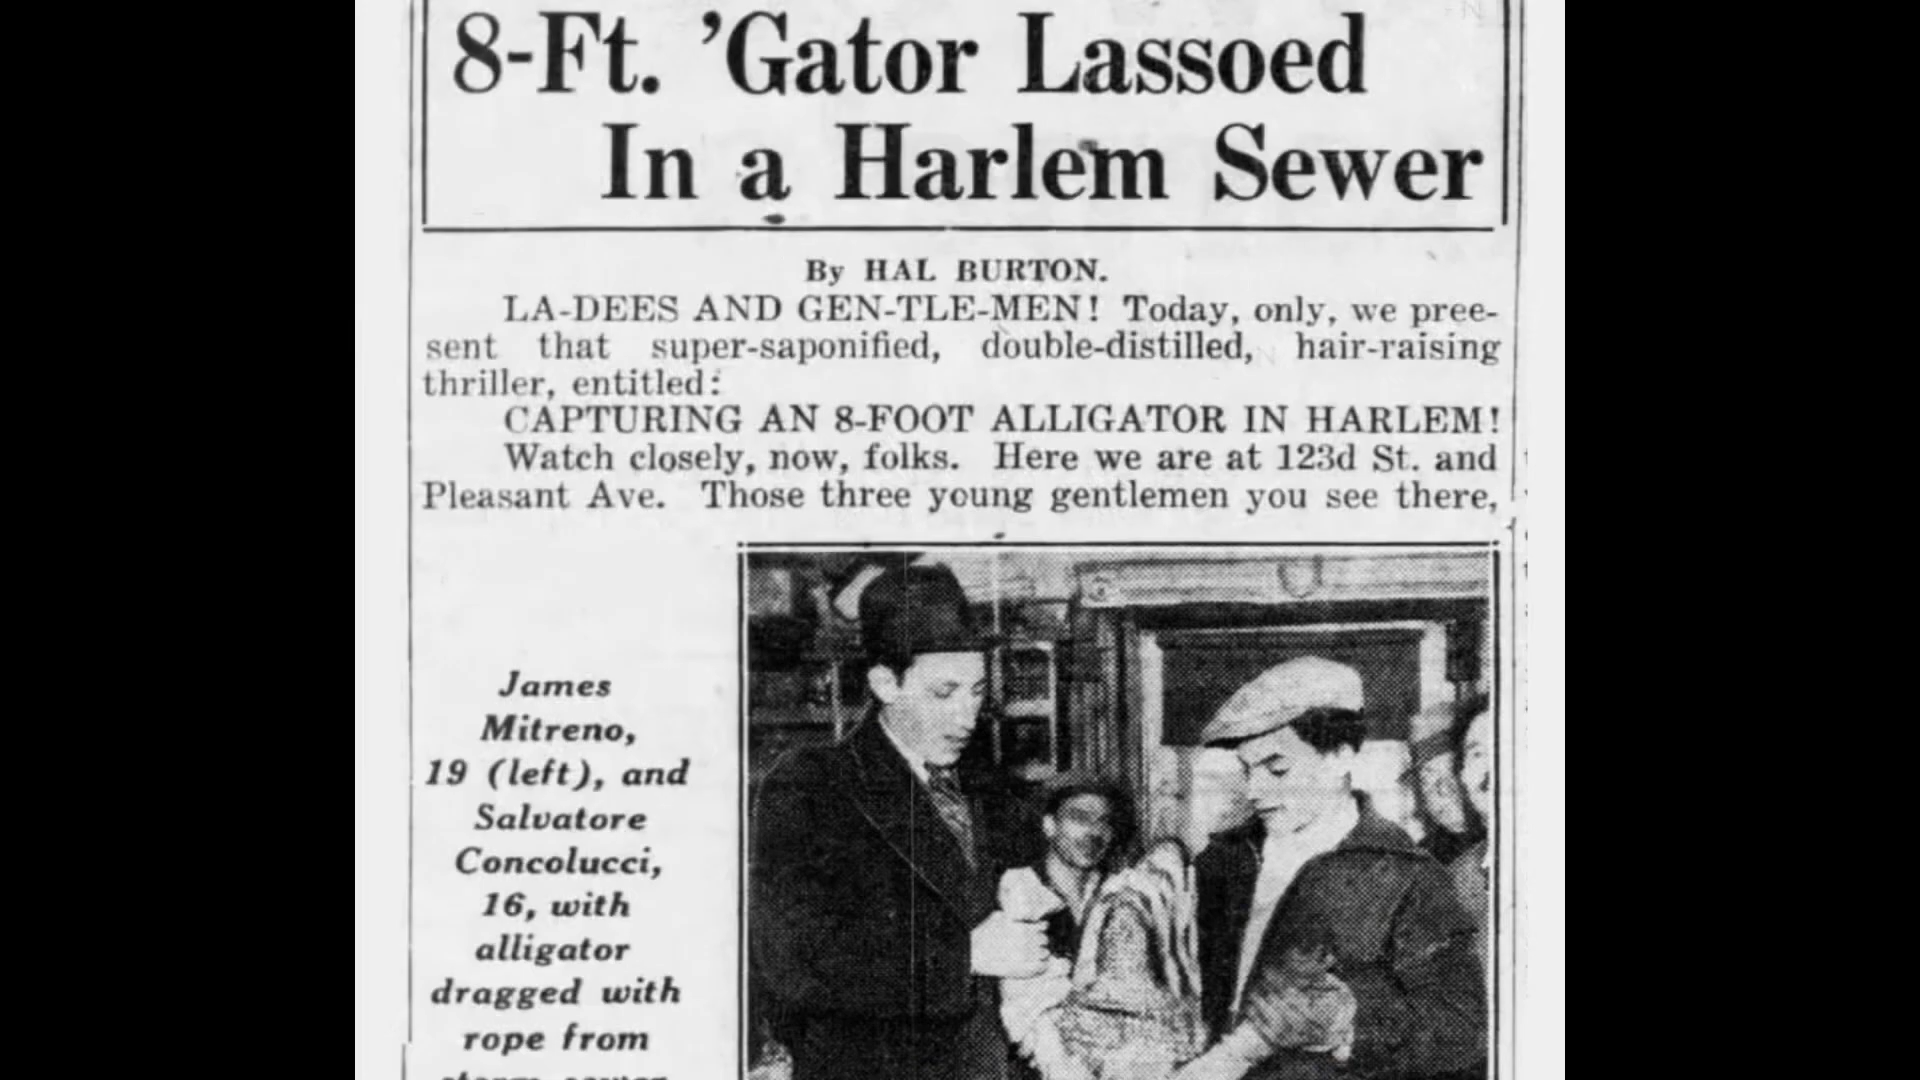 8-Ft. 'Gator Lassoed
In a Harlem Sewer
By HAL BURTON.
LA-DEES AND GEN-TLE-MEN! Today, only, we pree-
sent that super-saponified, double-distilled, hair-raising
thriller, entitled:
CAPTURING AN 8-FOOT ALLIGATOR IN HARLEM!
Watch closely, now, folks. Here we are at 123d St. and
Pleasant Ave. Those three young gentlemen you see there,
James
Mitreno,
19 (left), and
Salvatore
Concolucci,
16, with
alligator
dragged with
rope from
storm sewer